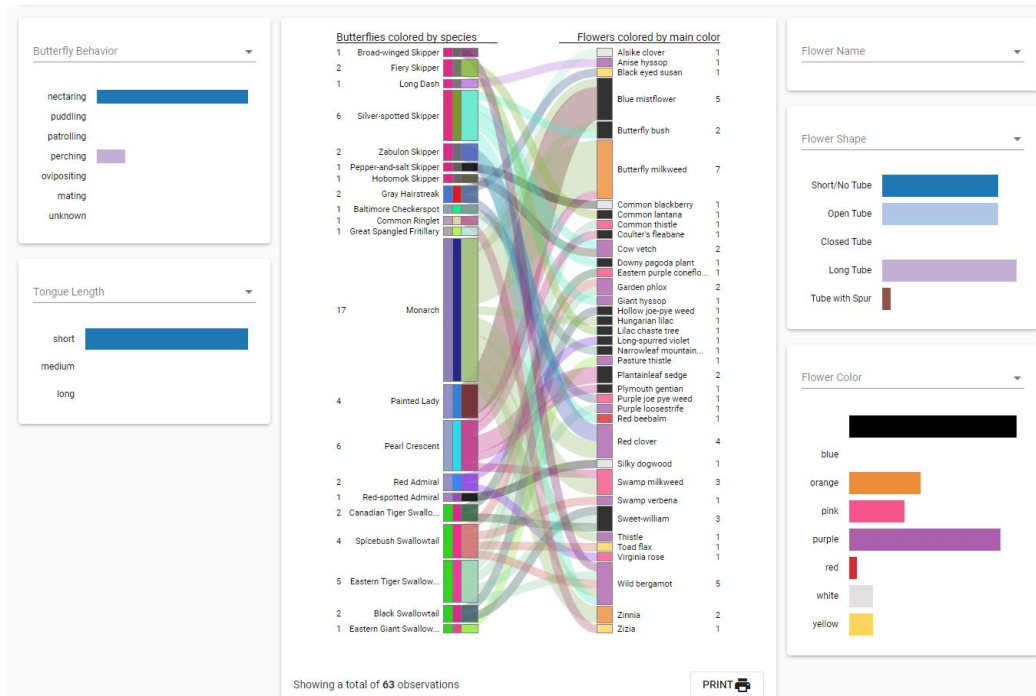 Butterfly Behavior
nectaring
puddling
patrolling
perching
ovipositing
mating
unknown
Tongue Length
short
medium
long
Butterflies colored by species
1 Broad-winged Skipper
2 Fiery Skipper
1 Long Dash
6 Silver-spotted Skipper
2 Zabulon Skipper
1 Pepper-and-salt Skipper
1 Hobomok Skipper
2 Gray Hairstreak
1 Baltimore Checkerspot
1 Common Ringlet
1 Great Spangled Fritillary
17 Monarch
4 Painted Lady
6 Pearl Crescent
2 Red Admiral
1 Red-spotted Admiral
2 Canadian Tiger Swallo...
4 Spicebush Swallowtail
5 Eastern Tiger Swallow...
2 Black Swallowtail
1 Eastern Giant Swallow...
Flowers colored by main color
Alsike clover 1
Anise hyssop 1
Black eyed susan 1
Blue mistflower 5
Butterfly bush 2
Butterfly milkweed 7
Common blackberry 1
Common lantana 1
Common thistle 1
Coulter's fleabane 1
Cow vetch 2
Downy pagoda plant 1
Eastern purple coneflo... 1
Garden phlox 2
Giant hyssop 1
Hollow joe-pye weed 1
Hungarian lilac 1
Lilac chaste tree 1
Long-spurred violet 1
Narrowleaf mountain... 1
Pasture thistle 1
Plantainleaf sedge 2
Plymouth gentian 1
Purple joe pye weed 1
Purple loosestrife 1
Red beebalm 1
Red clover 4
Silky dogwood 1
Swamp milkweed 3
Swamp verbena 1
Sweet-william 3
Thistle 1
Toad flax 1
Virginia rose 1
Wild bergamot 5
Zinnia 2
Zizia 1
Showing a total of 63 observations
PRINT
Flower Name
Flower Shape
Short/No Tube
Open Tube
Closed Tube
Long Tube
Tube with Spur
Flower Color
blue
orange
pink
purple
red
white
yellow